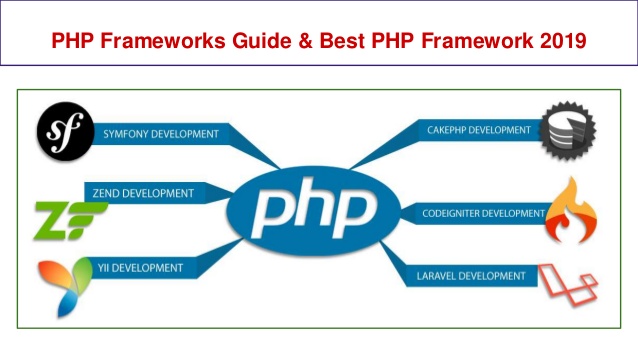 PHP Frameworks Guide & Best PHP Framework 2019
sf
SYMFONY DEVELOPMENT
CAKEPHP DEVELOPMENT
ZEND DEVELOPMENT
ZF
php
CODEIGNITER DEVELOPMENT
YII DEVELOPMENT
LARAVEL DEVELOPMENT